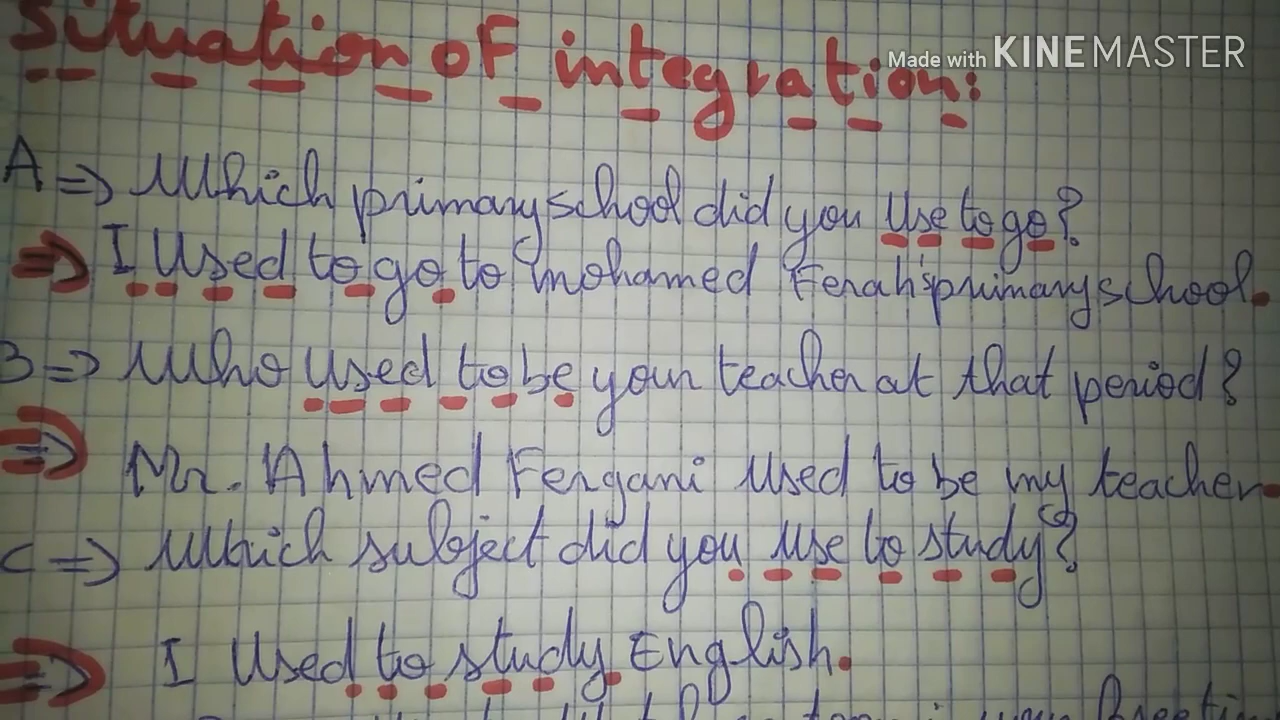 Situation of integration:
Made with KINEMASTER
A => Which primary school did you use to go?
=> I used to go to "mohamed Ferah's primary school.
B => Who used to be your teacher at that period?
=> Mr. Ahmed Fergani used to be my teacher.
C => Which subject did you use to study?
=> I used to study English.